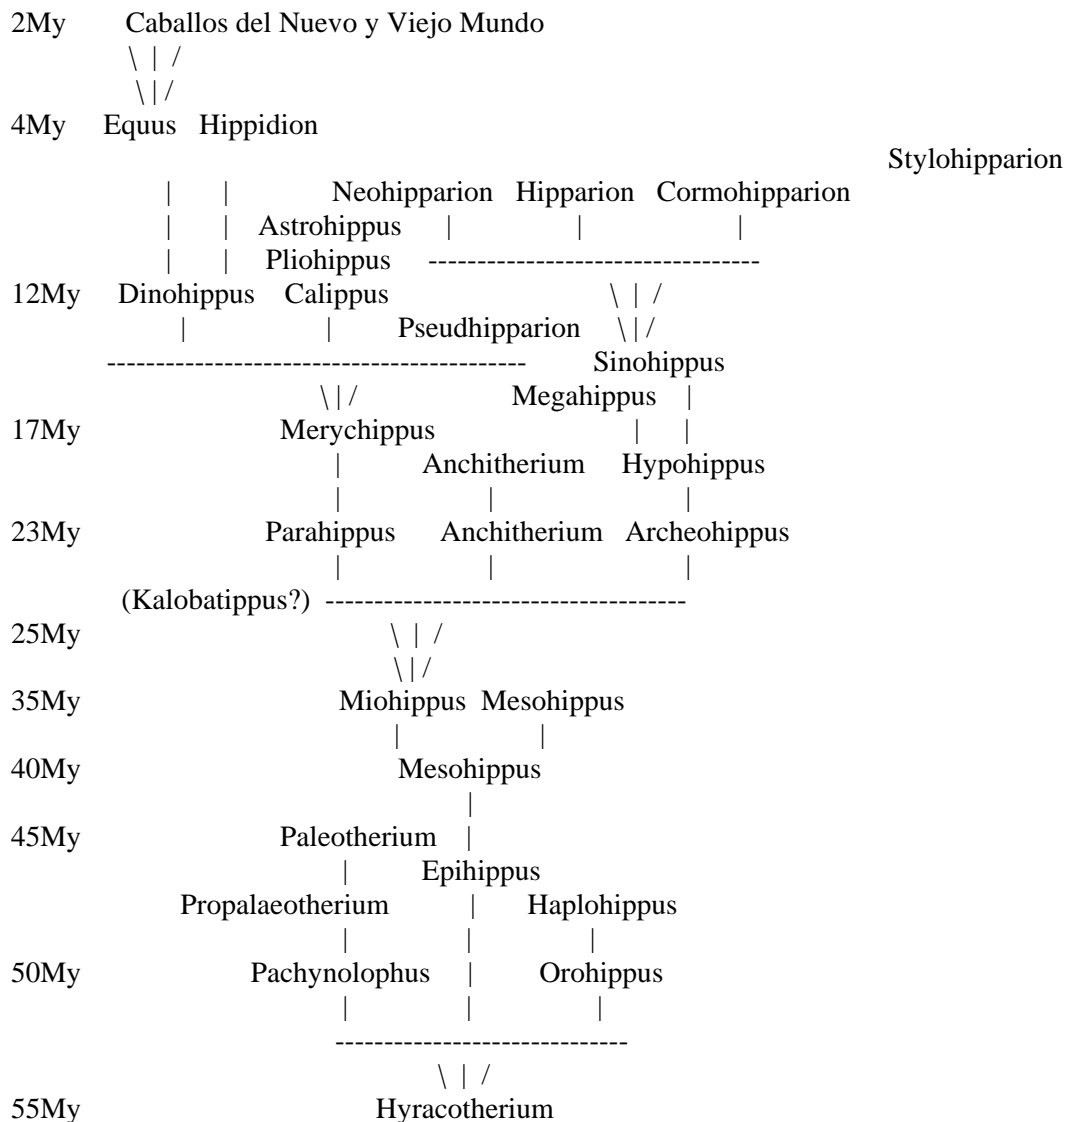 2My Caballos del Nuevo y Viejo Mundo
\ | /
\|/
4My Equus Hippidion
Stylohipparion
| | Neohipparion Hipparion Cormohipparion
| | Astrohippus | | |
| | Pliohippus ----------------------------------
12My Dinohippus Calippus \ | /
| | Pseudhipparion \|/
------------------------------------------- Sinohippus
\|/ Megahippus |
17My Merychippus | |
| Anchitherium Hypohippus
| | |
23My Parahippus Anchitherium Archeohippus
| | |
(Kalobatippus?) -------------------------------------
25My \ | /
\|/
35My Miohippus Mesohippus
| |
40My Mesohippus
|
45My Paleotherium |
| Epihippus
Propalaeotherium | Haplohippus
| | |
50My Pachynolophus | Orohippus
| | |
------------------------------
\ | /
55My Hyracotherium